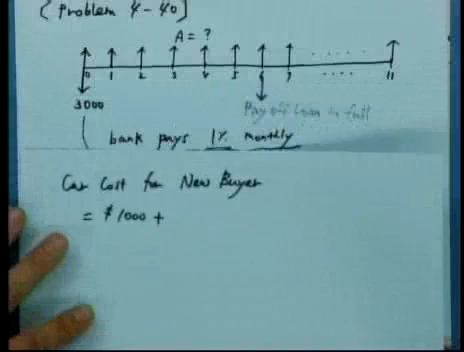 [Problem 4-40]
A = ?
0 1 2 3 4 5 6 7 11
3000
Pay off Loan in full
bank pays 1% monthly
Car Cost for New Buyer
= $1000 +